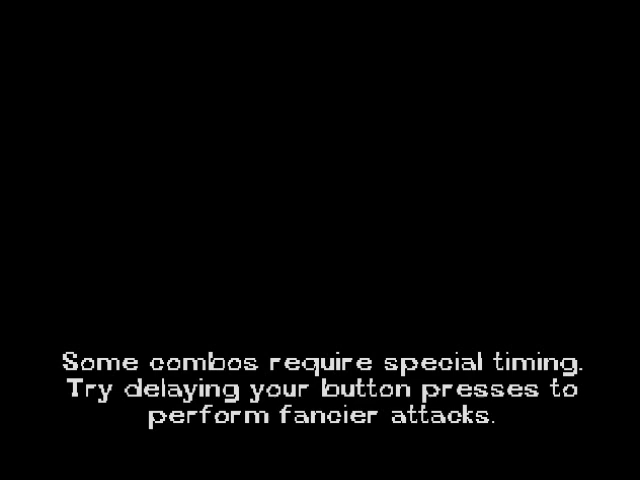 Some combos require special timing.
Try delaying your button presses to
perform fancier attacks.